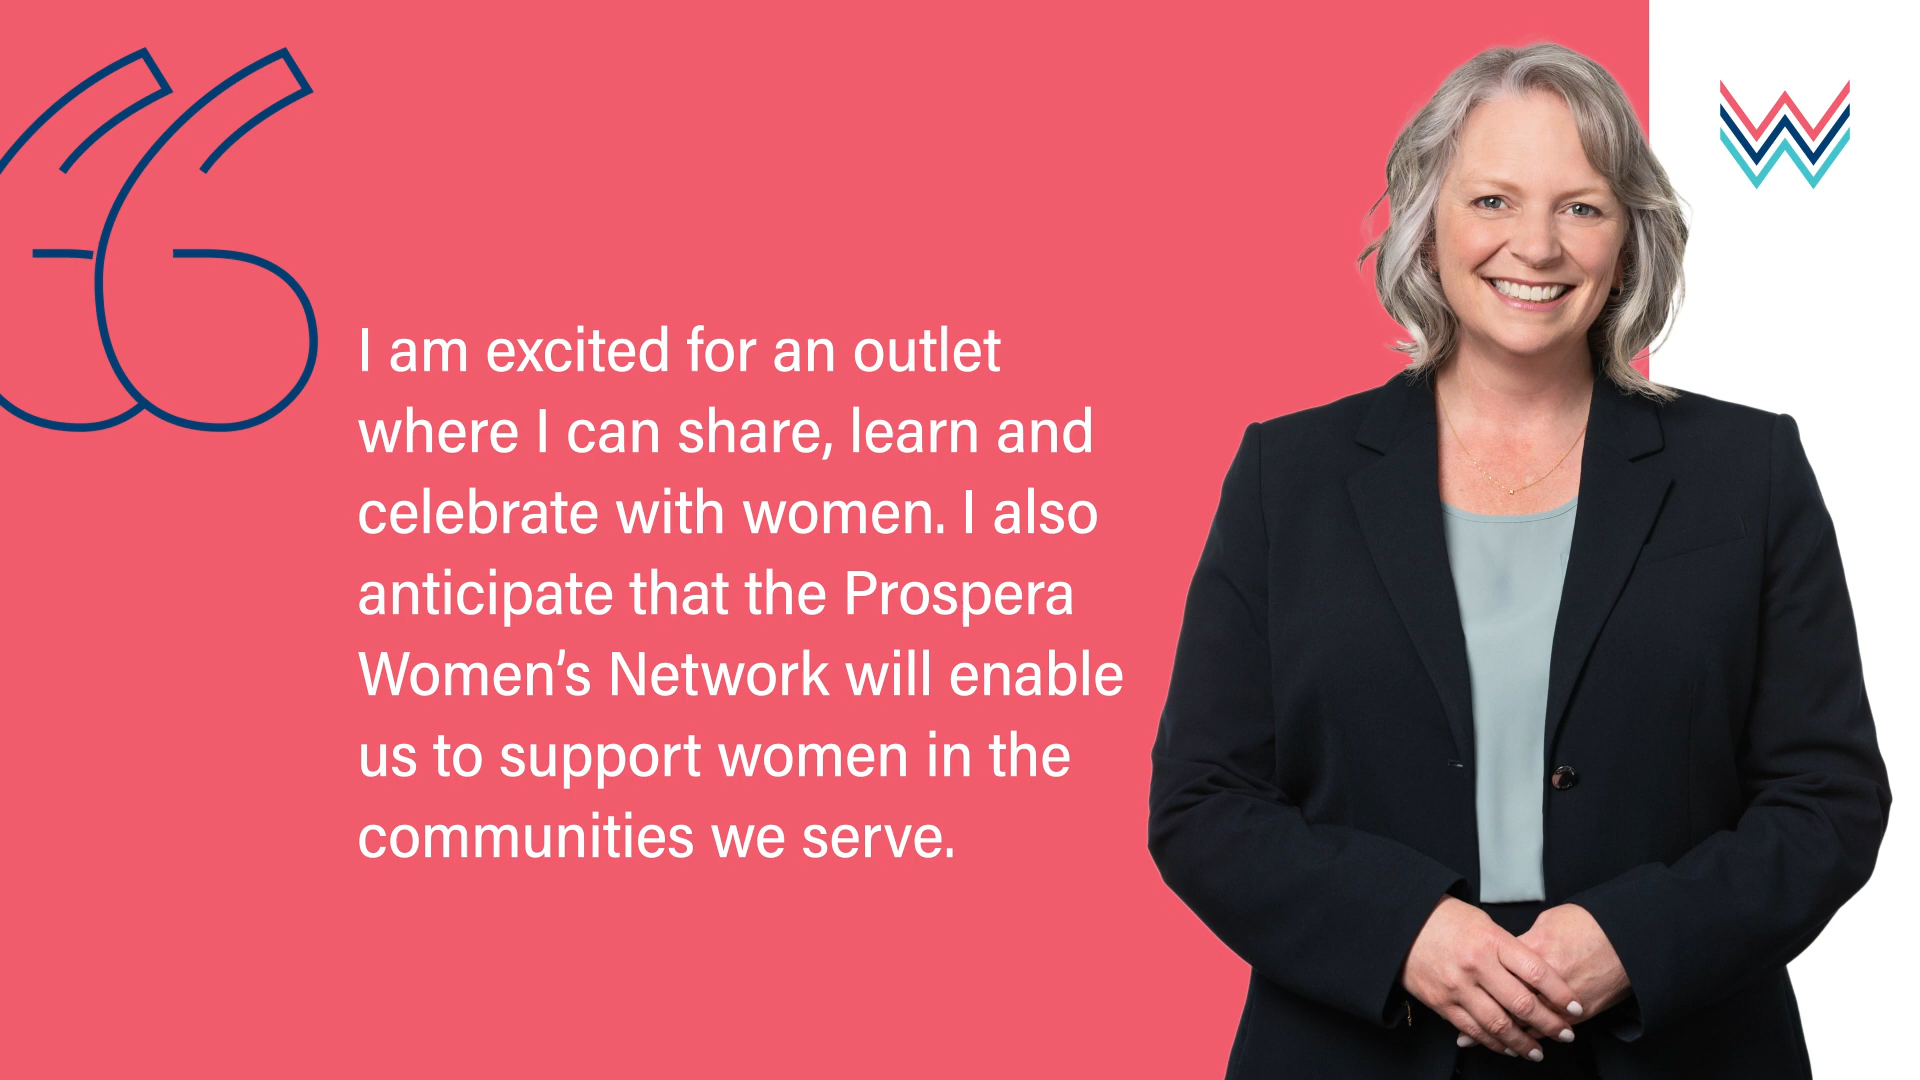 I am excited for an outlet
where I can share, learn and
celebrate with women. I also
anticipate that the Prospera
Women’s Network will enable
us to support women in the
communities we serve.